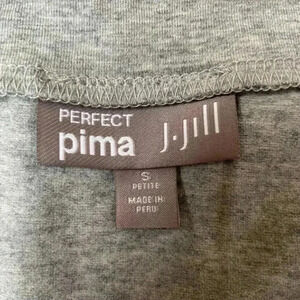 PERFECT
pima J.Jill
S
PETITE
MADE IN
PERU